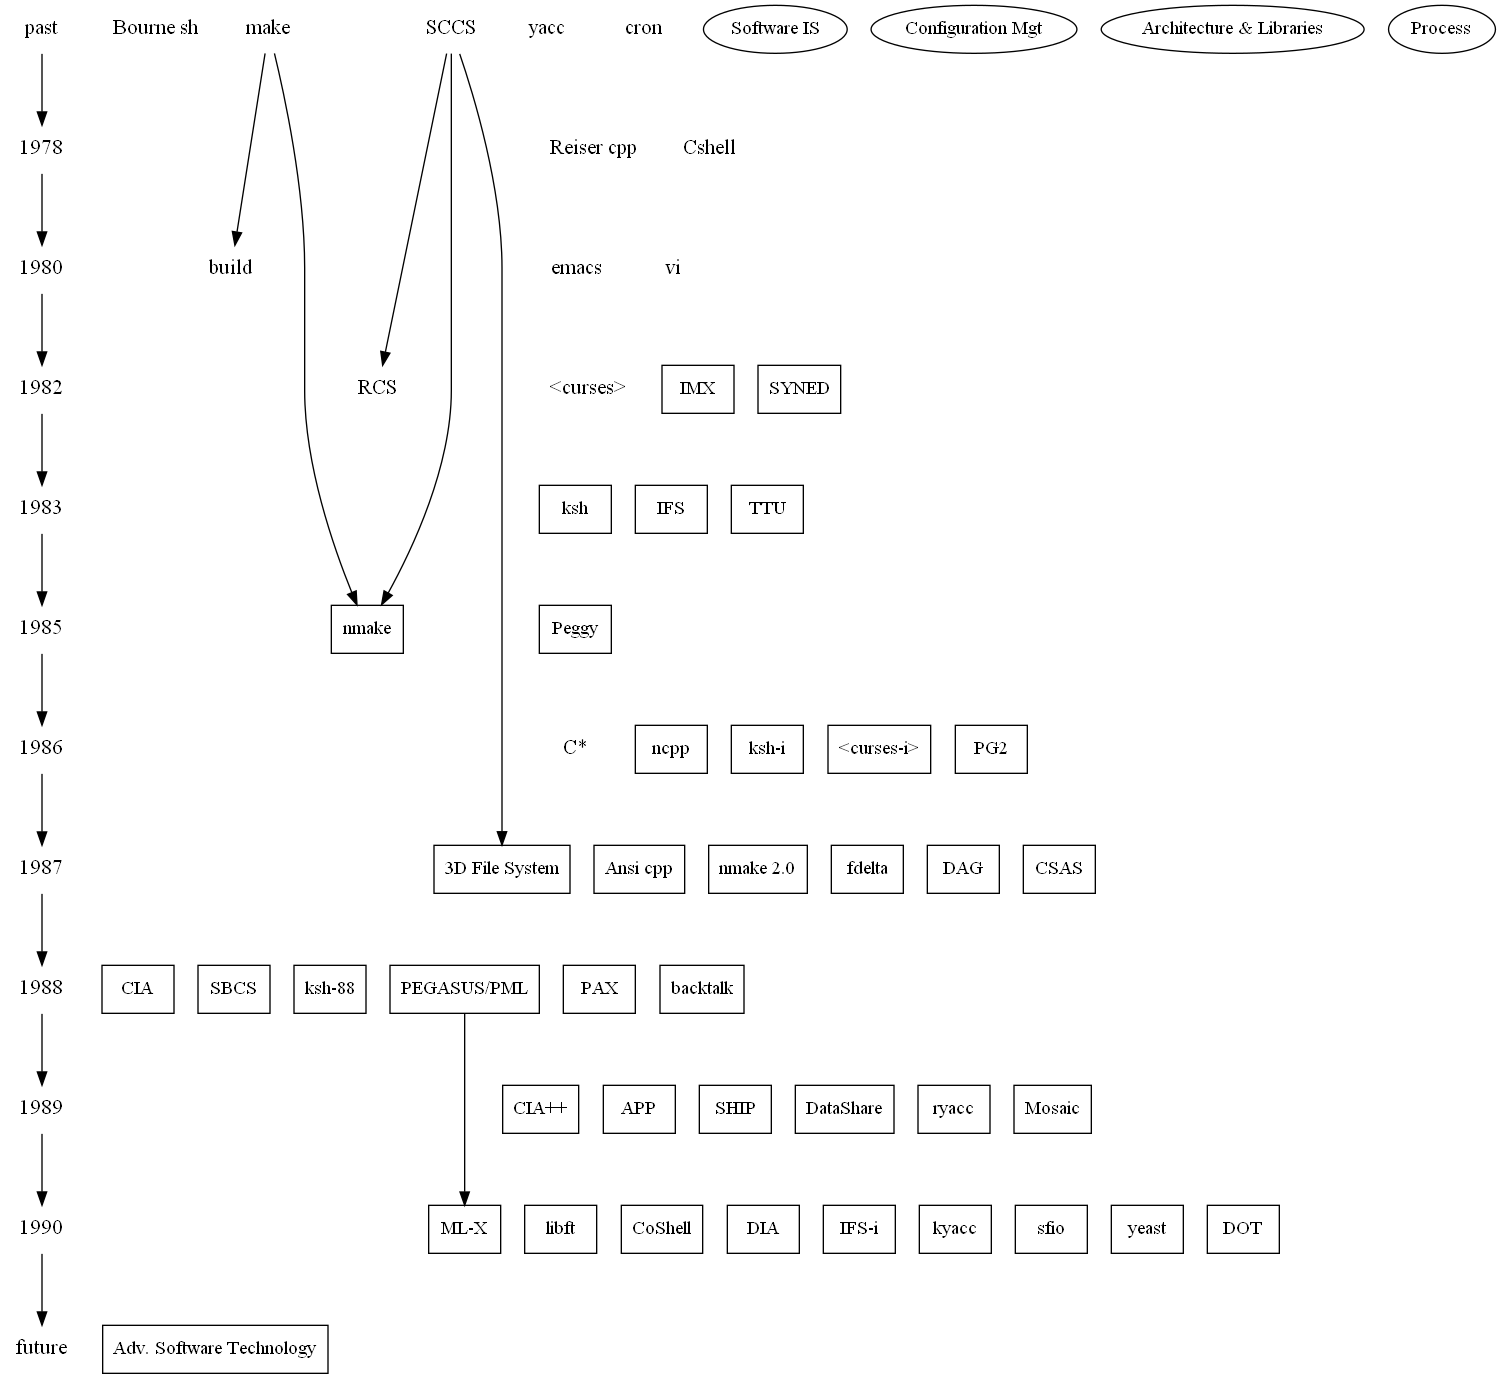 past Bourne sh make SCCS yacc cron Software IS Configuration Mgt Architecture & Libraries Process
1978 Reiser cpp Cshell
1980 build emacs vi
1982 RCS <curses> IMX SYNED
1983 ksh IFS TTU
1985 nmake Peggy
1986 C* ncpp ksh-i <curses-i> PG2
1987 3D File System Ansi cpp nmake 2.0 fdelta DAG CSAS
1988 CIA SBCS ksh-88 PEGASUS/PML PAX backtalk
1989 CIA++ APP SHIP DataShare ryacc Mosaic
1990 ML-X libft CoShell DIA IFS-i kyacc sfio yeast DOT
future Adv. Software Technology